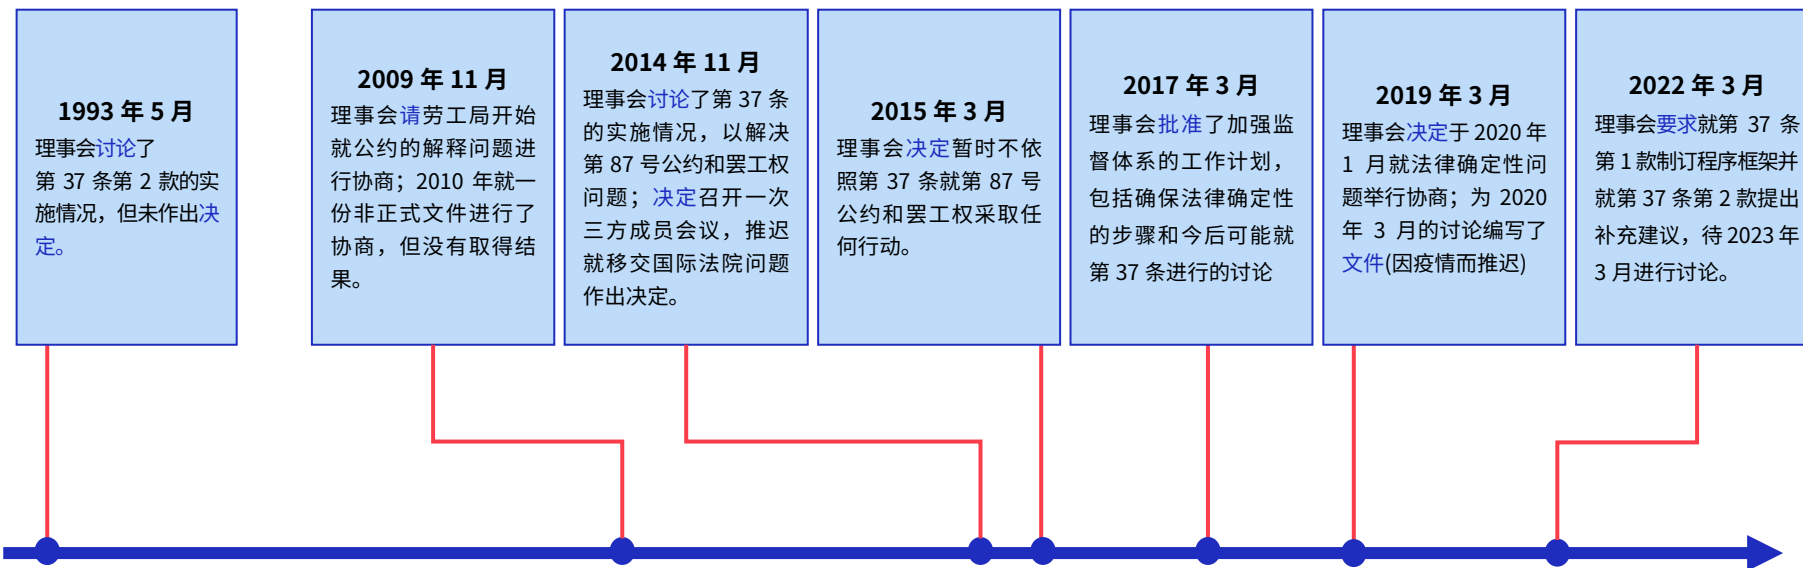 1993 年 5 月
理事会讨论了
第 37 条第 2 款的实
施情况，但未作出决
定。
2009 年 11 月
理事会请劳工局开始
就公约的解释问题进
行协商；2010 年就一
份非正式文件进行了
协商，但没有取得结
果。
2014 年 11 月
理事会讨论了第 37 条
的实施情况，以解决
第 87 号公约和罢工权
问题；决定召开一次
三方成员会议，推迟
就移交国际法院问题
作出决定。
2015 年 3 月
理事会决定暂时不依
照第 37 条就第 87 号
公约和罢工权采取任
何行动。
2017 年 3 月
理事会批准了加强监
督体系的工作计划，
包括确保法律确定性
的步骤和今后可能就
第 37 条进行的讨论
2019 年 3 月
理事会决定于 2020 年
1 月就法律确定性问
题举行协商；为 2020
年 3 月的讨论编写了
文件(因疫情而推迟)
2022 年 3 月
理事会要求就第 37 条
第 1 款制订程序框架并
就第 37 条第 2 款提出
补充建议，待 2023 年
3 月进行讨论。